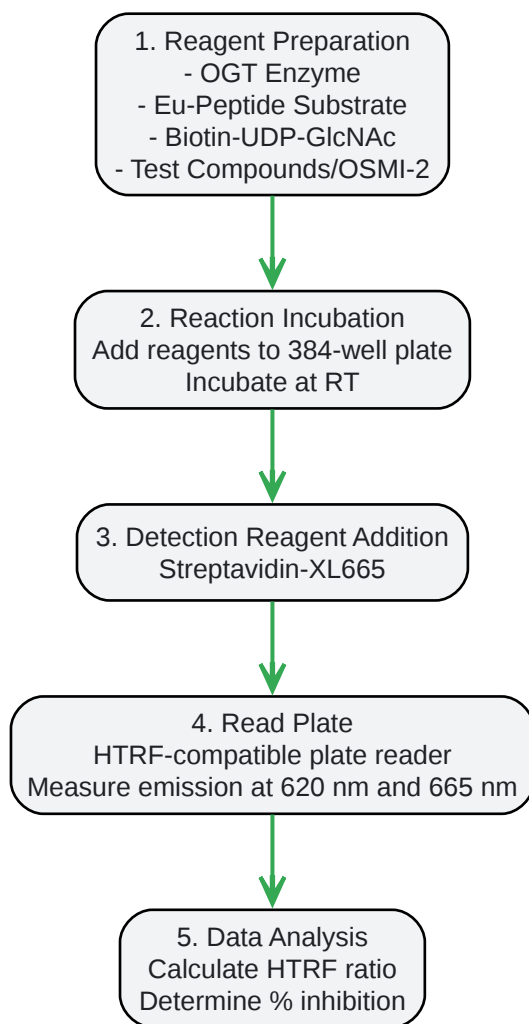 1. Reagent Preparation
- OGT Enzyme
- Eu-Peptide Substrate
- Biotin-UDP-GlcNAc
- Test Compounds/OSMI-2
2. Reaction Incubation
Add reagents to 384-well plate
Incubate at RT
3. Detection Reagent Addition
Streptavidin-XL665
4. Read Plate
HTRF-compatible plate reader
Measure emission at 620 nm and 665 nm
5. Data Analysis
Calculate HTRF ratio
Determine % inhibition